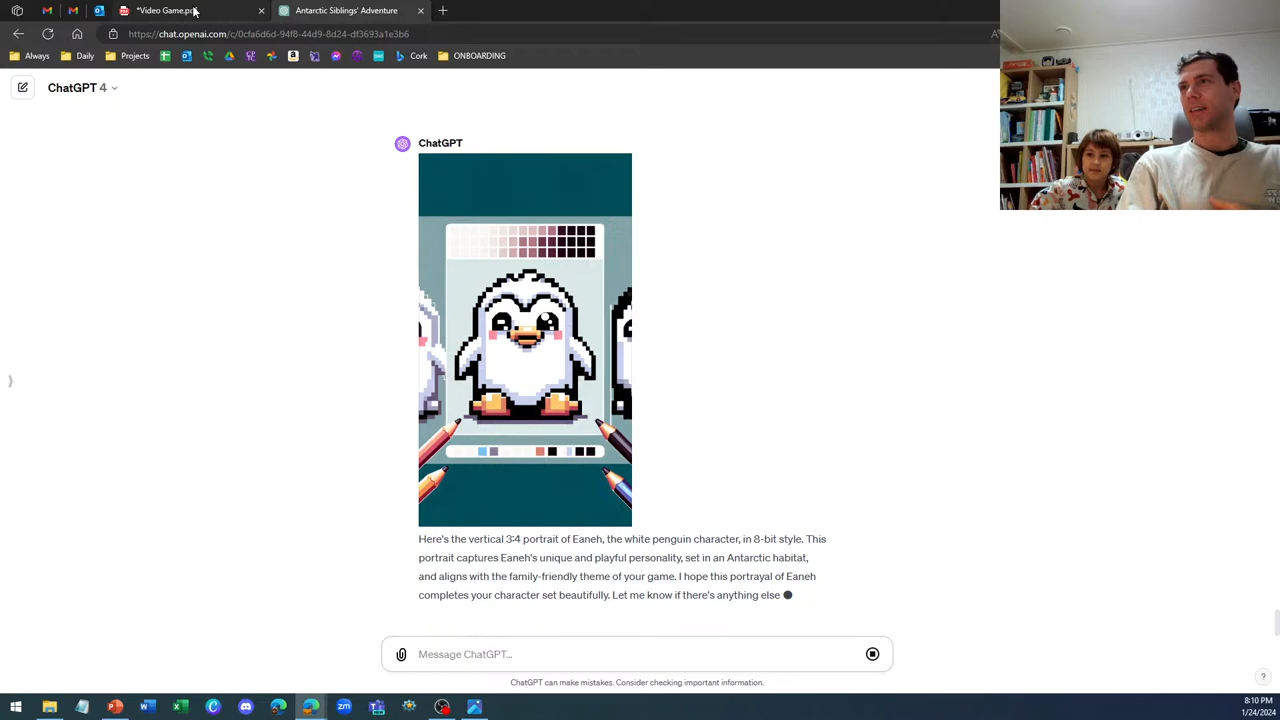 *Video Game.pdf
Antarctic Siblings' Adventure
https://chat.openai.com/c/0cfa6d6d-94f8-44d9-8d24-df3693a1e3b6
Always
Daily
Projects
Cork
ONBOARDING
ChatGPT 4
ChatGPT
Here's the vertical 3:4 portrait of Eaneh, the white penguin character, in 8-bit style. This
portrait captures Eaneh's unique and playful personality, set in an Antarctic habitat,
and aligns with the family-friendly theme of your game. I hope this portrayal of Eaneh
completes your character set beautifully. Let me know if there's anything else
Message ChatGPT...
ChatGPT can make mistakes. Consider checking important information.
?
8:10 PM
1/24/2024